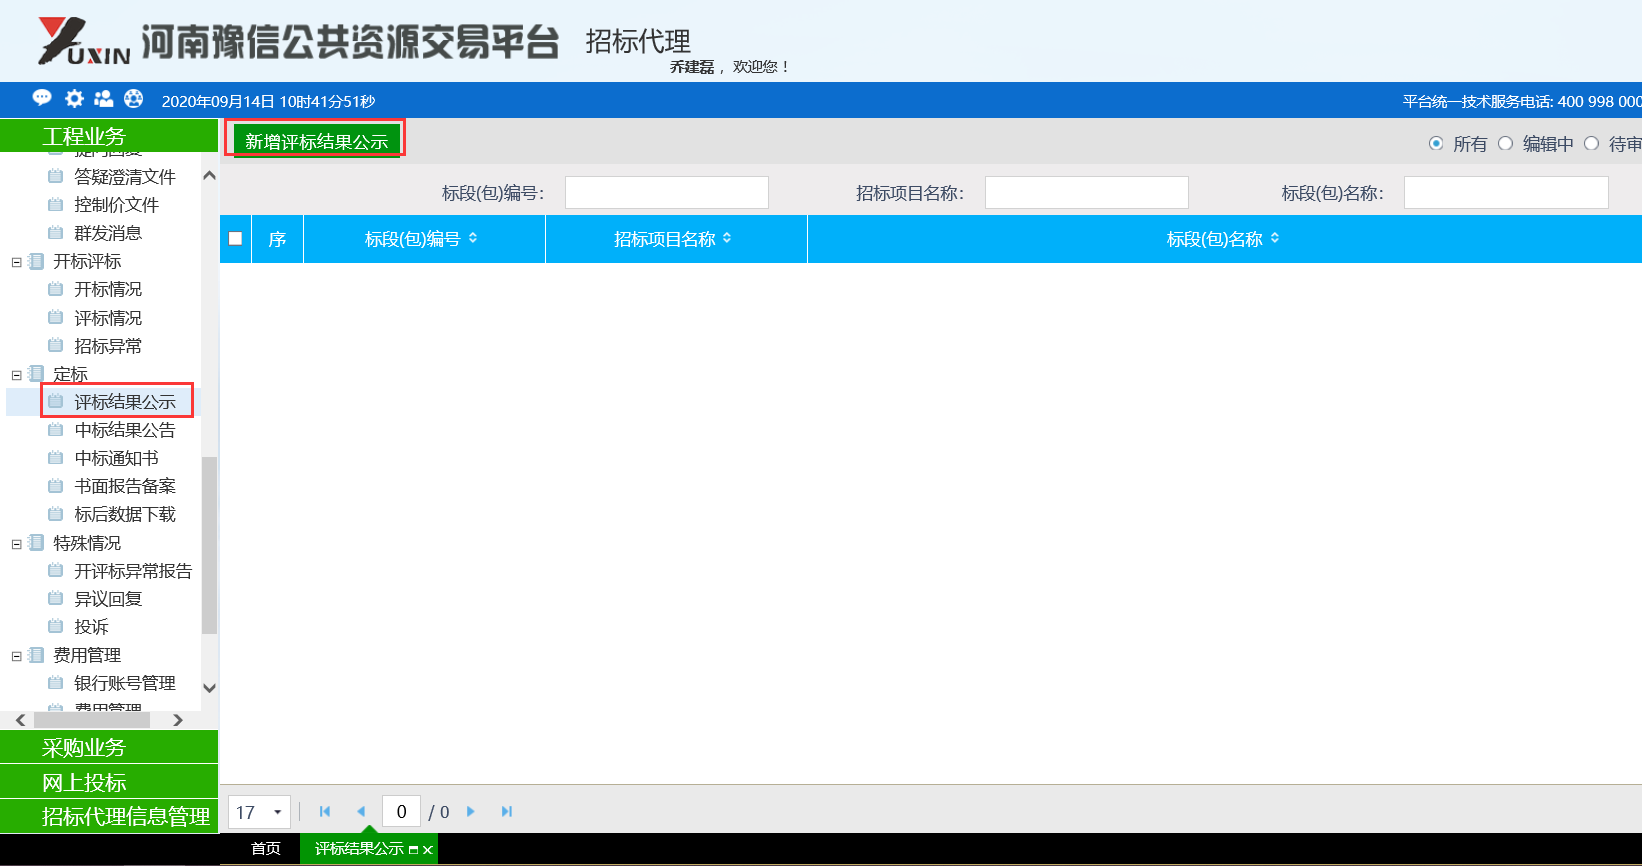 YUXIN 河南豫信公共资源交易平台 招标代理
乔建磊，欢迎您！
2020年09月14日 10时41分51秒
平台统一技术服务电话: 400 998 000
工程业务
新增评标结果公示
所有 编辑中 待审
提问回复
答疑澄清文件
控制价文件
群发消息
开标评标
开标情况
评标情况
招标异常
定标
评标结果公示
中标结果公告
中标通知书
书面报告备案
标后数据下载
特殊情况
开评标异常报告
异议回复
投诉
费用管理
银行账号管理
费用管理
采购业务
网上投标
招标代理信息管理
标段(包)编号： 招标项目名称： 标段(包)名称：
序 标段(包)编号 招标项目名称 标段(包)名称
17 0 / 0
首页 评标结果公示